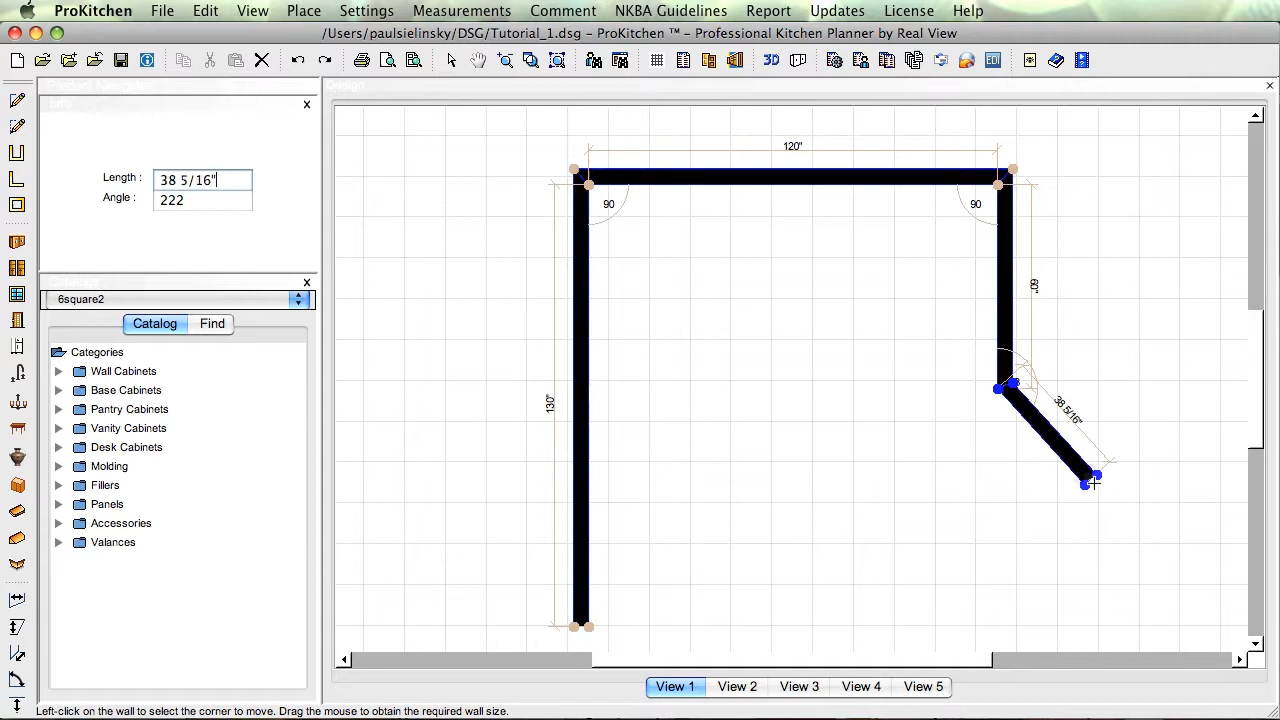 ProKitchen File Edit View Place Settings Measurements Comment NKBA Guidelines Report Updates License Help
/Users/paulsielinsky/DSG/Tutorial_1.dsg - ProKitchen ™ - Professional Kitchen Planner by Real View
3D
EDI
Info
Design
Length : 38 5/16"
Angle : 222
6square2
Catalog Find
Categories
Wall Cabinets
Base Cabinets
Pantry Cabinets
Vanity Cabinets
Desk Cabinets
Molding
Fillers
Panels
Accessories
Valances
120"
90
90
60"
130"
38 5/16"
View 1 View 2 View 3 View 4 View 5
Left-click on the wall to select the corner to move. Drag the mouse to obtain the required wall size.